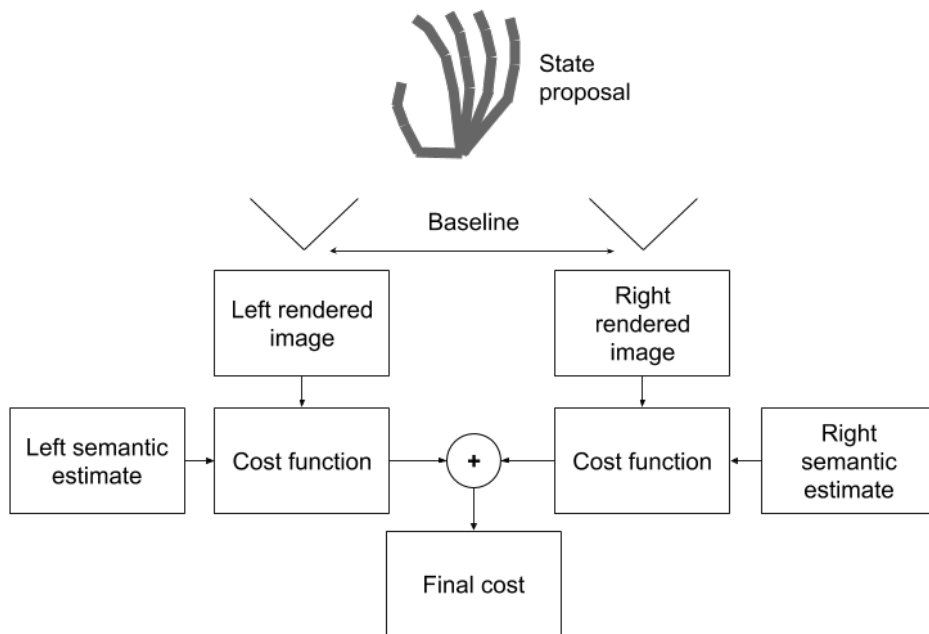 State
proposal
Baseline
Left rendered
image
Right
rendered
image
Left semantic
estimate
Cost function
+
Cost function
Right
semantic
estimate
Final cost